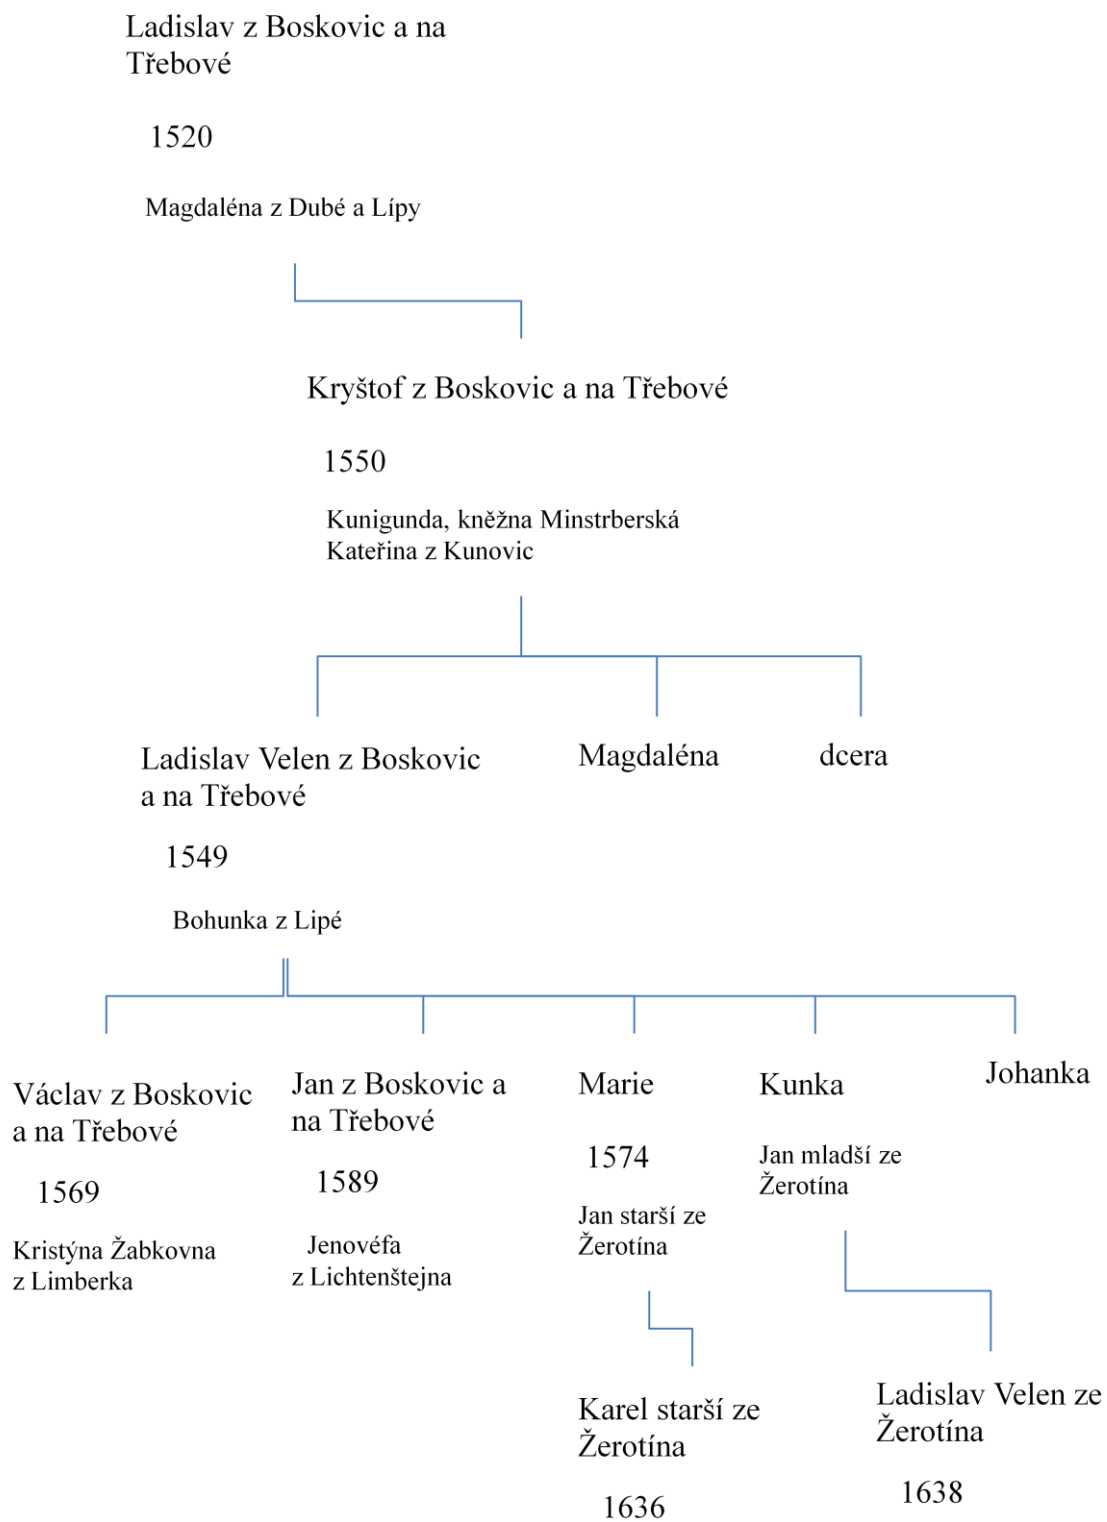 Ladislav z Boskovic a na
Třebové
1520
Magdaléna z Dubé a Lípy
Kryštof z Boskovic a na Třebové
1550
Kunigunda, kněžna Minstrberská
Kateřina z Kunovic
Ladislav Velen z Boskovic
a na Třebové
1549
Bohunka z Lipé
Magdaléna
dcera
Václav z Boskovic
a na Třebové
1569
Kristýna Žabkovna
z Limberka
Jan z Boskovic a
na Třebové
1589
Jenovéfa
z Lichtenštejna
Marie
1574
Jan starší ze
Žerotína
Kunka
Jan mladší ze
Žerotína
Johanka
Karel starší ze
Žerotína
1636
Ladislav Velen ze
Žerotína
1638